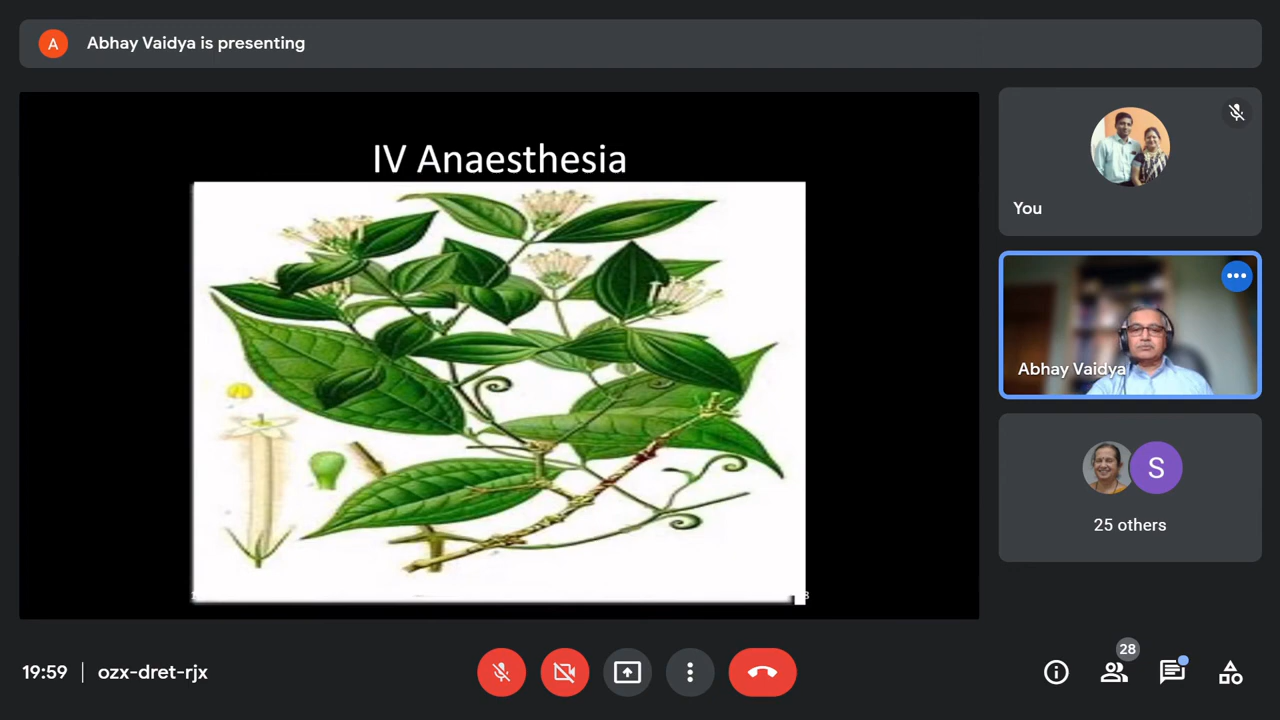 A
Abhay Vaidya is presenting
IV Anaesthesia
You
Abhay Vaidya
S
25 others
19:59 | ozx-dret-rjx
28